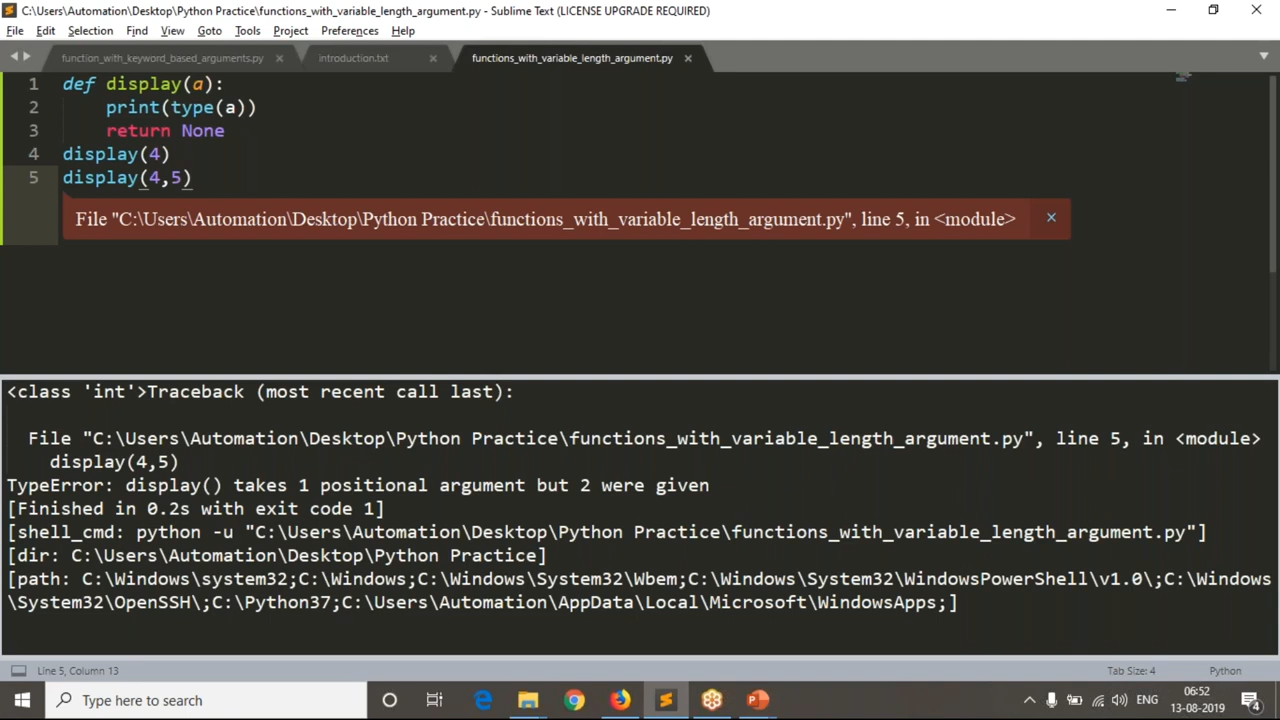 C:\Users\Automation\Desktop\Python Practice\functions_with_variable_length_argument.py - Sublime Text (LICENSE UPGRADE REQUIRED)
File Edit Selection Find View Goto Tools Project Preferences Help
function_with_keyword_based_arguments.py introduction.txt functions_with_variable_length_argument.py
1 def display(a):
2 print(type(a))
3 return None
4 display(4)
5 display(4,5)
File "C:\Users\Automation\Desktop\Python Practice\functions_with_variable_length_argument.py", line 5, in <module> ×
<class 'int'>Traceback (most recent call last):
File "C:\Users\Automation\Desktop\Python Practice\functions_with_variable_length_argument.py", line 5, in <module>
display(4,5)
TypeError: display() takes 1 positional argument but 2 were given
[Finished in 0.2s with exit code 1]
[shell_cmd: python -u "C:\Users\Automation\Desktop\Python Practice\functions_with_variable_length_argument.py"]
[dir: C:\Users\Automation\Desktop\Python Practice]
[path: C:\Windows\system32;C:\Windows;C:\Windows\System32\Wbem;C:\Windows\System32\WindowsPowerShell\v1.0\;C:\Windows
\System32\OpenSSH\;C:\Python37;C:\Users\Automation\AppData\Local\Microsoft\WindowsApps;]
Line 5, Column 13 Tab Size: 4 Python
Type here to search ENG 06:52
13-08-2019 4